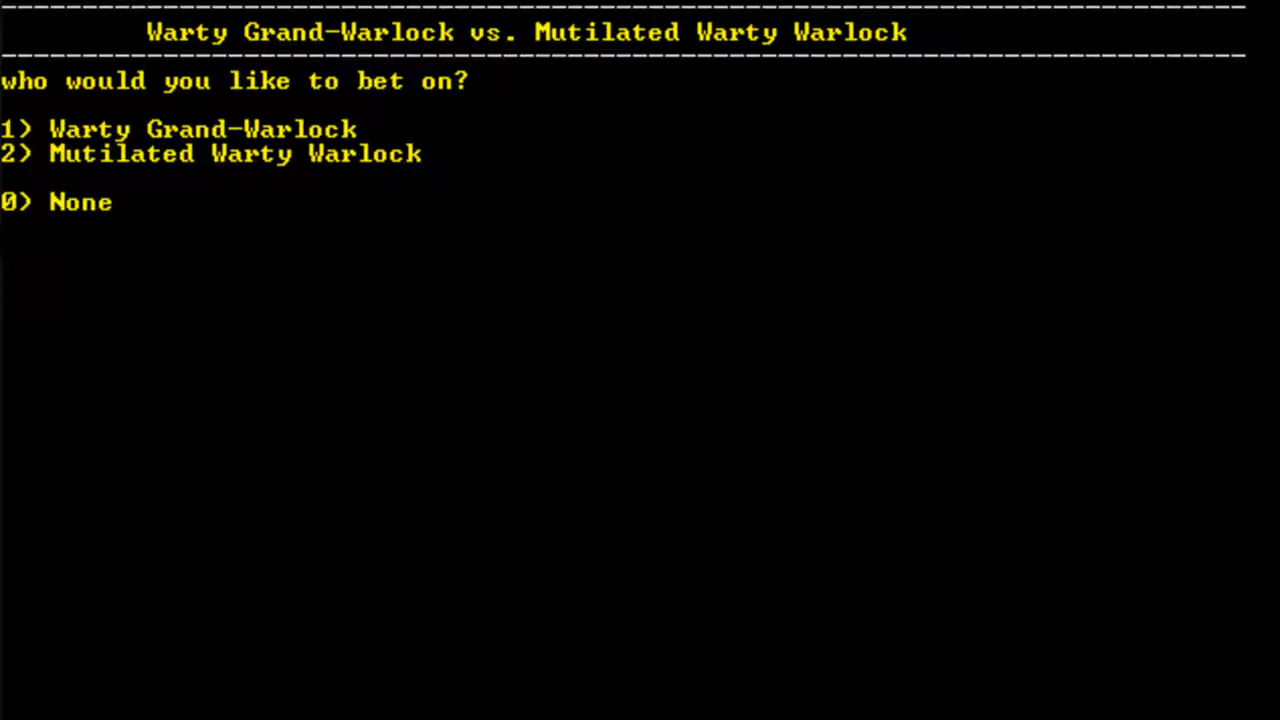 Warty Grand-Warlock vs. Mutilated Warty Warlock
who would you like to bet on?
1) Warty Grand-Warlock
2) Mutilated Warty Warlock
0) None